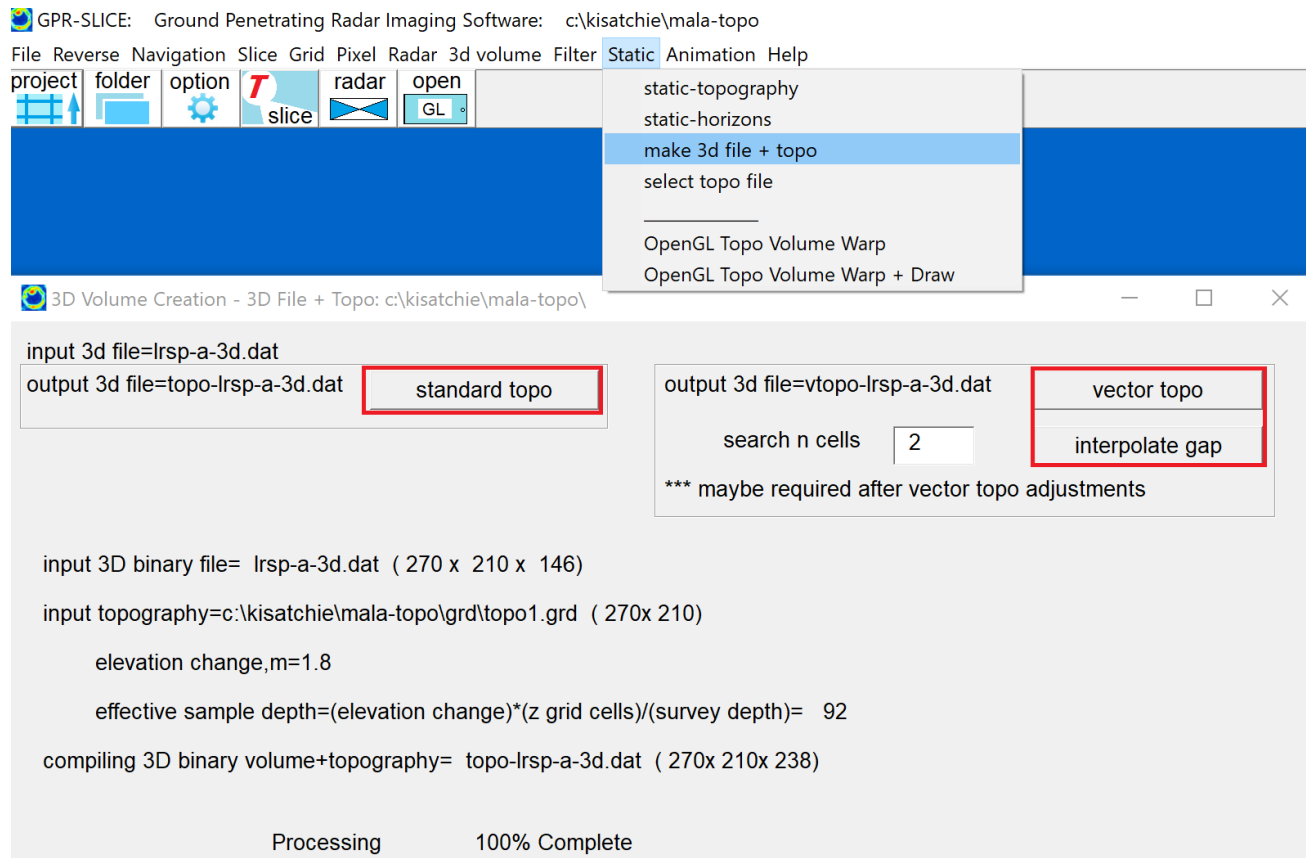 GPR-SLICE: Ground Penetrating Radar Imaging Software: c:\kisatchie\mala-topo
File Reverse Navigation Slice Grid Pixel Radar 3d volume Filter Static Animation Help
project folder option T slice radar open GL
static-topography
static-horizons
make 3d file + topo
select topo file
OpenGL Topo Volume Warp
OpenGL Topo Volume Warp + Draw
3D Volume Creation - 3D File + Topo: c:\kisatchie\mala-topo\
input 3d file=lrsp-a-3d.dat
output 3d file=topo-lrsp-a-3d.dat standard topo
output 3d file=vtopo-lrsp-a-3d.dat vector topo
search n cells 2 interpolate gap
*** maybe required after vector topo adjustments
input 3D binary file= lrsp-a-3d.dat ( 270 x 210 x 146)
input topography=c:\kisatchie\mala-topo\grd\topo1.grd ( 270x 210)
elevation change,m=1.8
effective sample depth=(elevation change)*(z grid cells)/(survey depth)= 92
compiling 3D binary volume+topography= topo-lrsp-a-3d.dat ( 270x 210x 238)
Processing 100% Complete